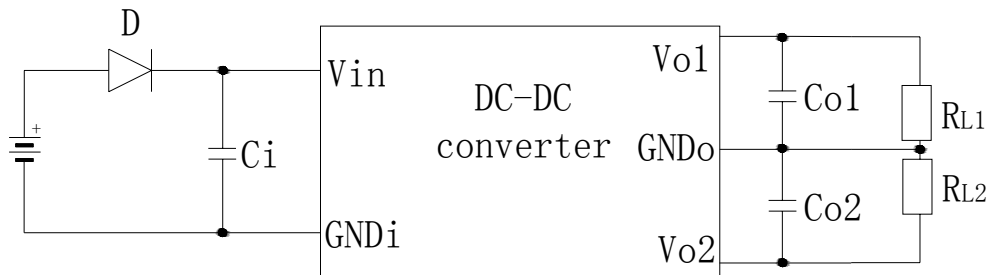 D
+
Vin
Ci
GNDi
DC-DC
converter
Vo1
GNDo
Vo2
Co1
Co2
RL1
RL2